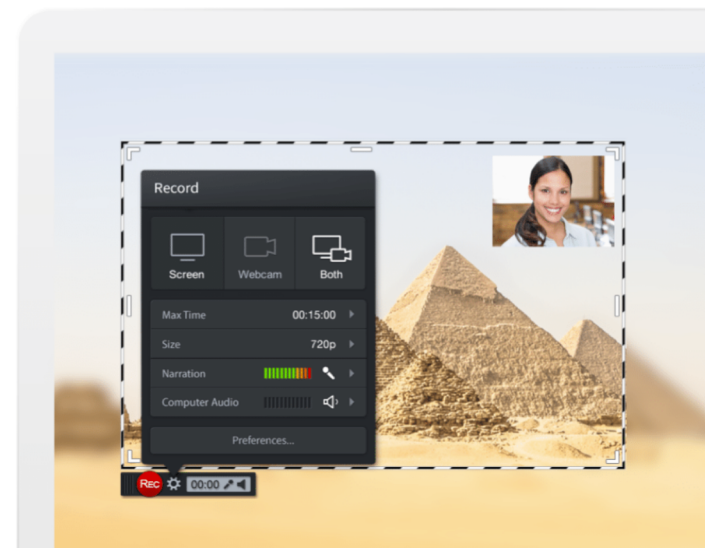 Record
Screen Webcam Both
Max Time 00:15:00
Size 720p
Narration
Computer Audio
Preferences...
REC 00:00